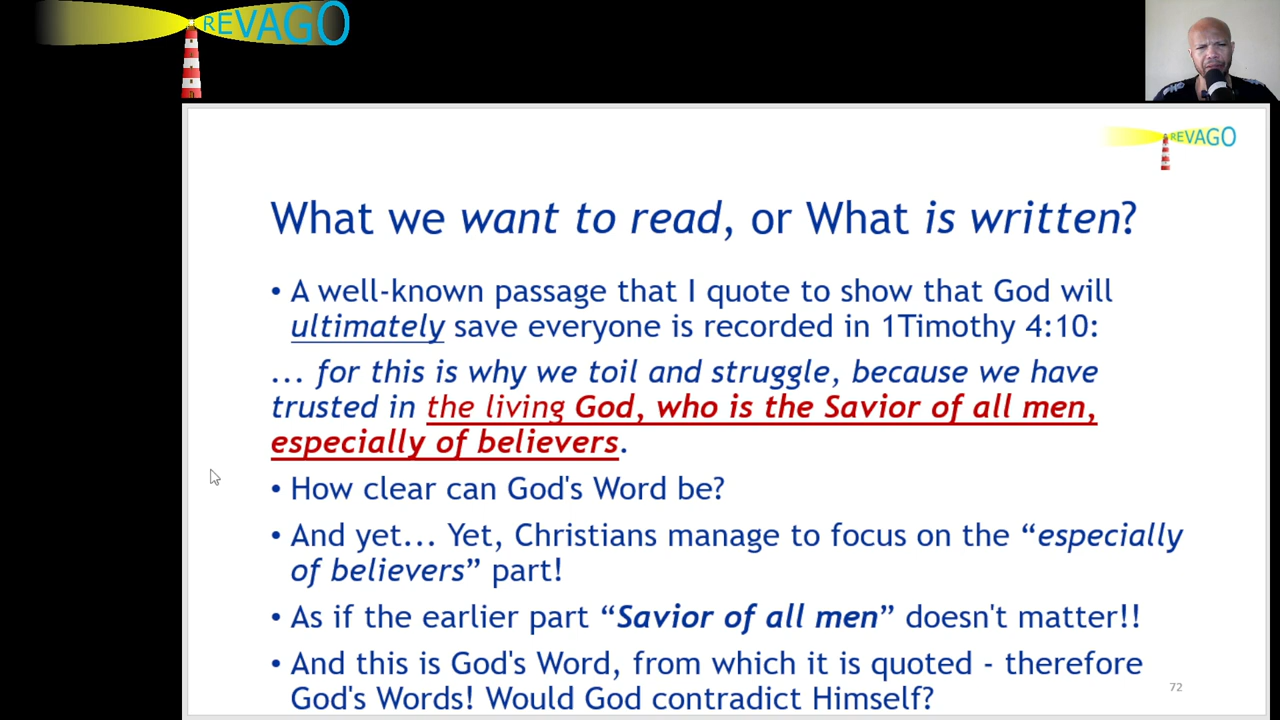 REVAGO
REVAGO
What we want to read, or What is written?
• A well-known passage that I quote to show that God will
ultimately save everyone is recorded in 1Timothy 4:10:
... for this is why we toil and struggle, because we have
trusted in the living God, who is the Savior of all men,
especially of believers.
• How clear can God's Word be?
• And yet... Yet, Christians manage to focus on the “especially
of believers” part!
• As if the earlier part “Savior of all men” doesn't matter!!
• And this is God's Word, from which it is quoted - therefore
God's Words! Would God contradict Himself?
72